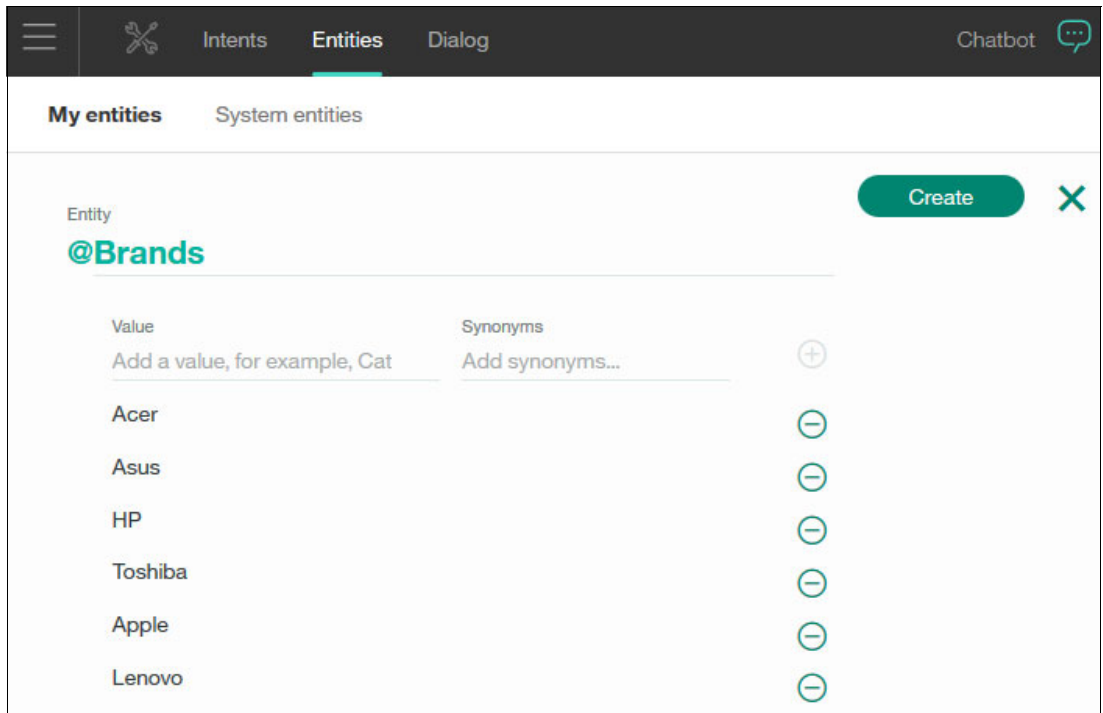 Intents Entities Dialog Chatbot
My entities System entities
Create
Entity
@Brands
Value Synonyms
Add a value, for example, Cat Add synonyms...
Acer
Asus
HP
Toshiba
Apple
Lenovo